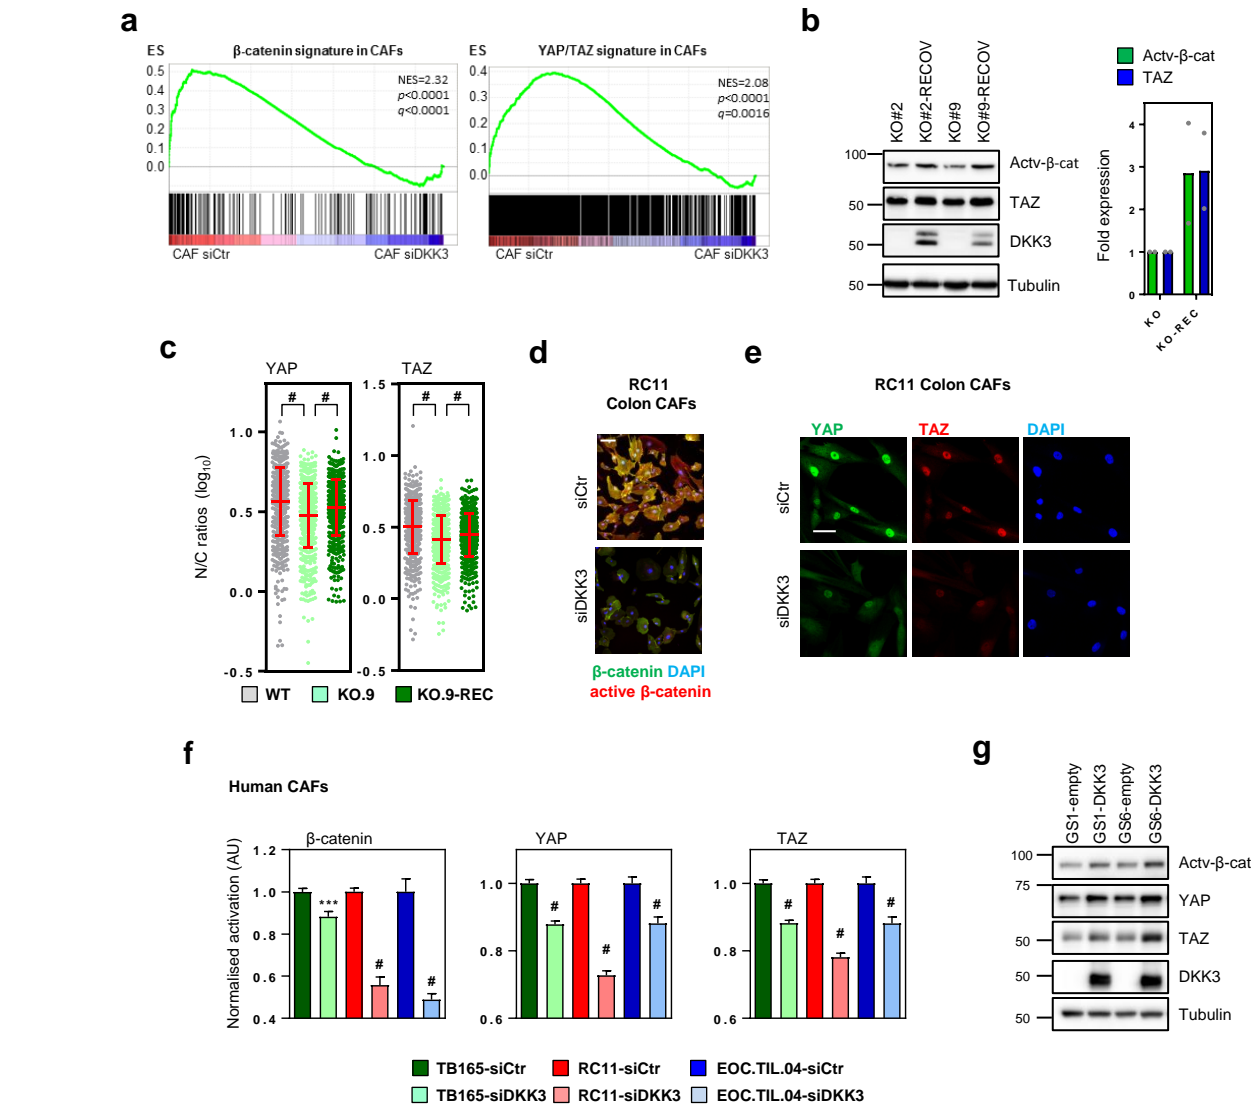 a
ES
β-catenin signature in CAFs
0.5
0.4
0.3
0.2
0.1
0.0
NES=2.32
p<0.0001
q<0.0001
CAF siCtr
CAF siDKK3
ES
YAP/TAZ signature in CAFs
0.4
0.3
0.2
0.1
0.0
NES=2.08
p<0.0001
q=0.0016
CAF siCtr
CAF siDKK3
b
KO#2
KO#2-RECOV
KO#9
KO#9-RECOV
100
Actv-β-cat
50
TAZ
50
DKK3
50
Tubulin
Actv-β-cat
TAZ
Fold expression
4
3
2
1
0
KO
KO-REC
c
YAP
TAZ
N/C ratios (log10)
1.0
0.5
0.0
-0.5
# #
1.5
1.0
0.5
0.0
-0.5
# #
WT
KO.9
KO.9-REC
d
RC11
Colon CAFs
siCtr
siDKK3
β-catenin DAPI
active β-catenin
e
RC11 Colon CAFs
YAP
TAZ
DAPI
siCtr
siDKK3
f
Human CAFs
Normalised activation (AU)
β-catenin
1.2
1.0
0.8
0.6
0.4
***
#
#
YAP
1.0
0.8
0.6
#
#
#
TAZ
1.0
0.8
0.6
#
#
#
TB165-siCtr
RC11-siCtr
EOC.TIL.04-siCtr
TB165-siDKK3
RC11-siDKK3
EOC.TIL.04-siDKK3
g
GS1-empty
GS1-DKK3
GS6-empty
GS6-DKK3
100
Actv-β-cat
75
YAP
50
TAZ
50
DKK3
50
Tubulin